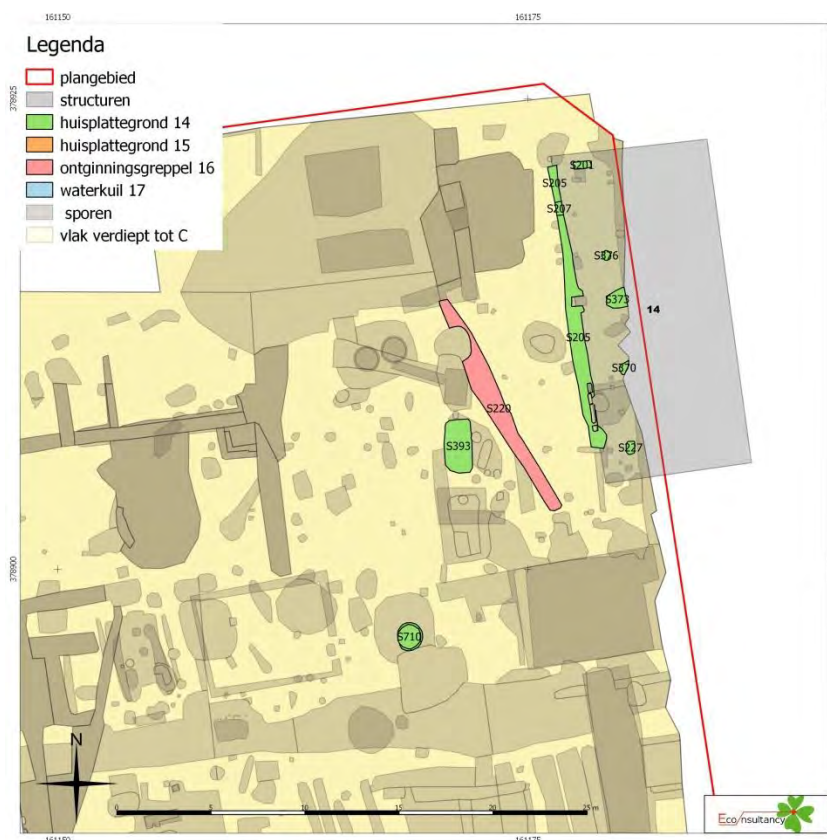 161150
161175
Legenda
plangebied
structuren
huisplattegrond 14
huisplattegrond 15
ontginningsgreppel 16
waterkuil 17
sporen
vlak verdiept tot C
378925
S201
S205
S207
S376
S373
14
S205
S370
S220
S393
S227
378900
S710
N
0
5
10
15
20
25 m
Econsultancy
161150
161175